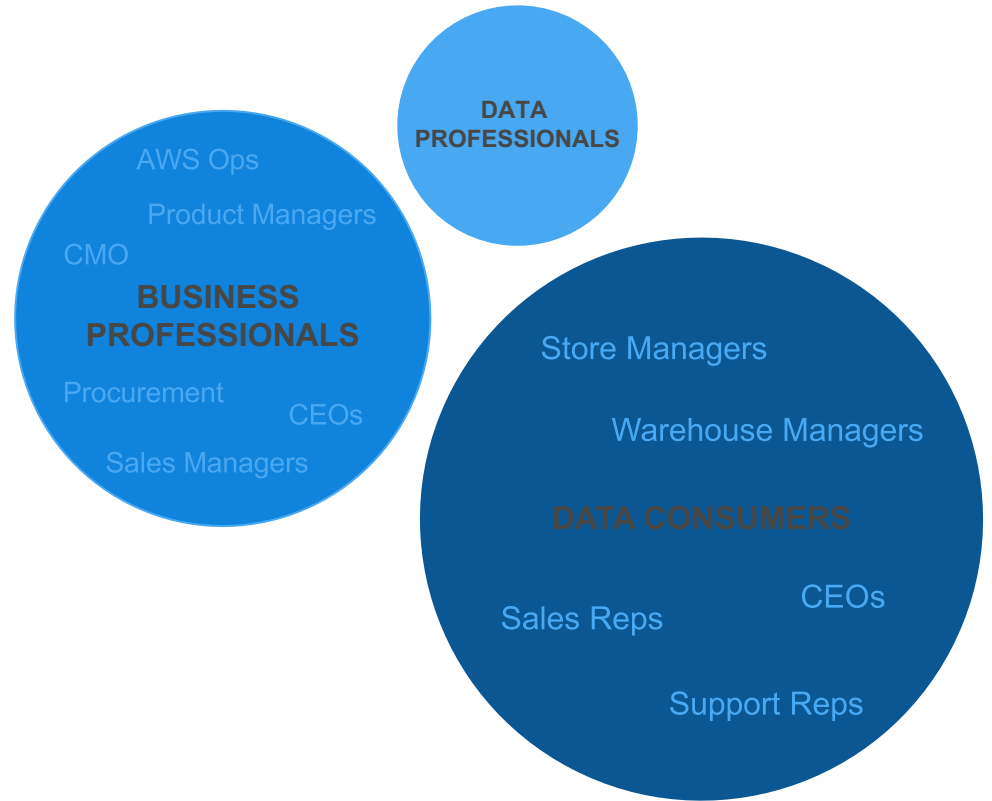 DATA
PROFESSIONALS
AWS Ops
Product Managers
CMO
BUSINESS
PROFESSIONALS
Procurement
CEOs
Sales Managers
Store Managers
Warehouse Managers
DATA CONSUMERS
CEOs
Sales Reps
Support Reps